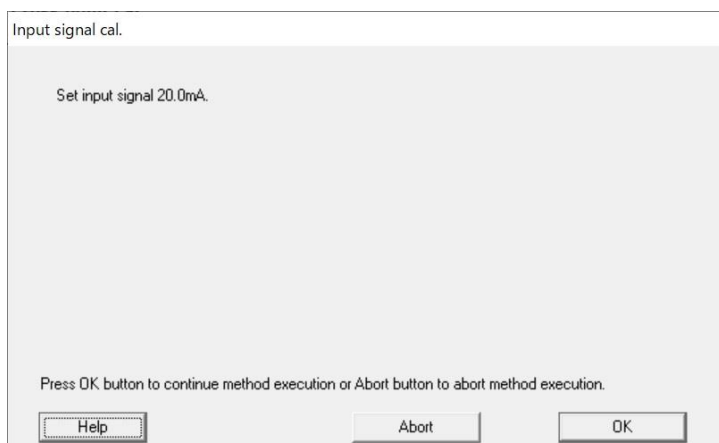 Input signal cal.
Set input signal 20.0mA.
Press OK button to continue method execution or Abort button to abort method execution.
Help Abort OK